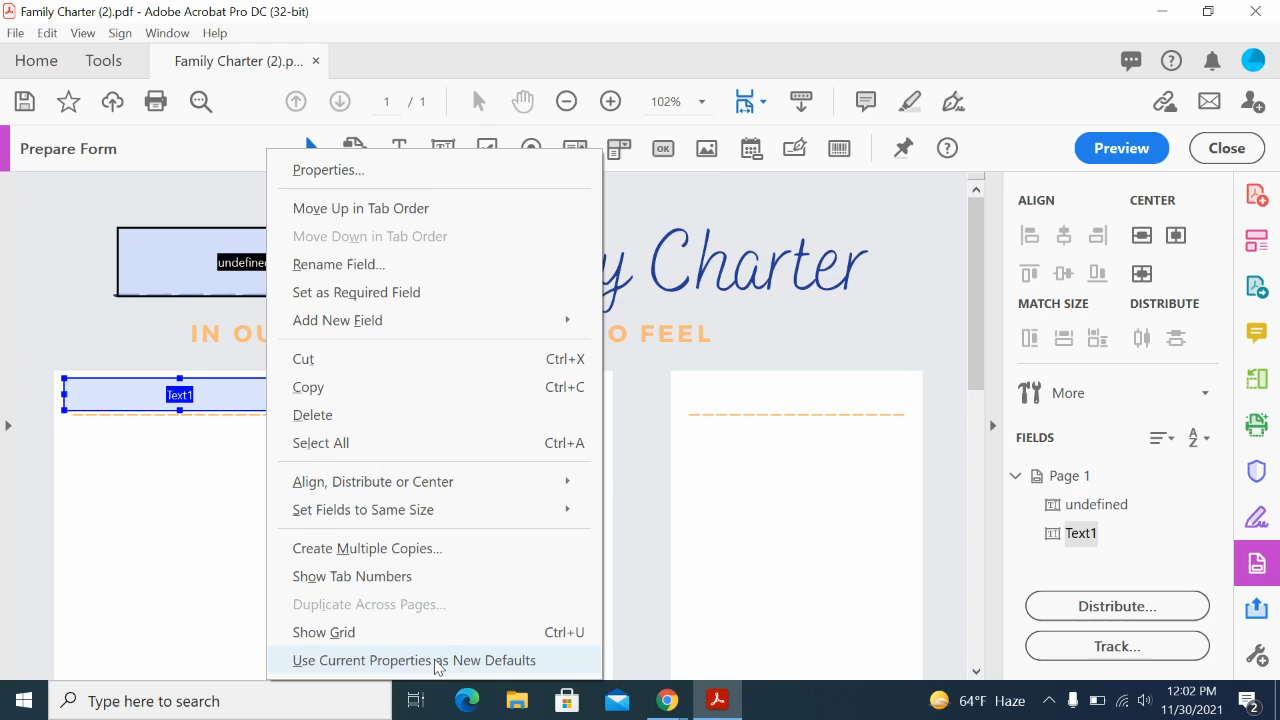 Family Charter (2).pdf - Adobe Acrobat Pro DC (32-bit)
File Edit View Sign Window Help
Home Tools Family Charter (2).p... ×
1 / 1 102%
Prepare Form
OK
Preview
Close
Properties...
Move Up in Tab Order
Move Down in Tab Order
Rename Field...
Set as Required Field
Add New Field
Cut Ctrl+X
Copy Ctrl+C
Delete
Select All Ctrl+A
Align, Distribute or Center
Set Fields to Same Size
Create Multiple Copies...
Show Tab Numbers
Duplicate Across Pages...
Show Grid Ctrl+U
Use Current Properties as New Defaults
undefined
y Charter
IN OU
O FEEL
Text1
ALIGN CENTER
MATCH SIZE DISTRIBUTE
More
FIELDS
Page 1
undefined
Text1
Distribute...
Track...
Type here to search
64°F Haze
12:02 PM
11/30/2021
2